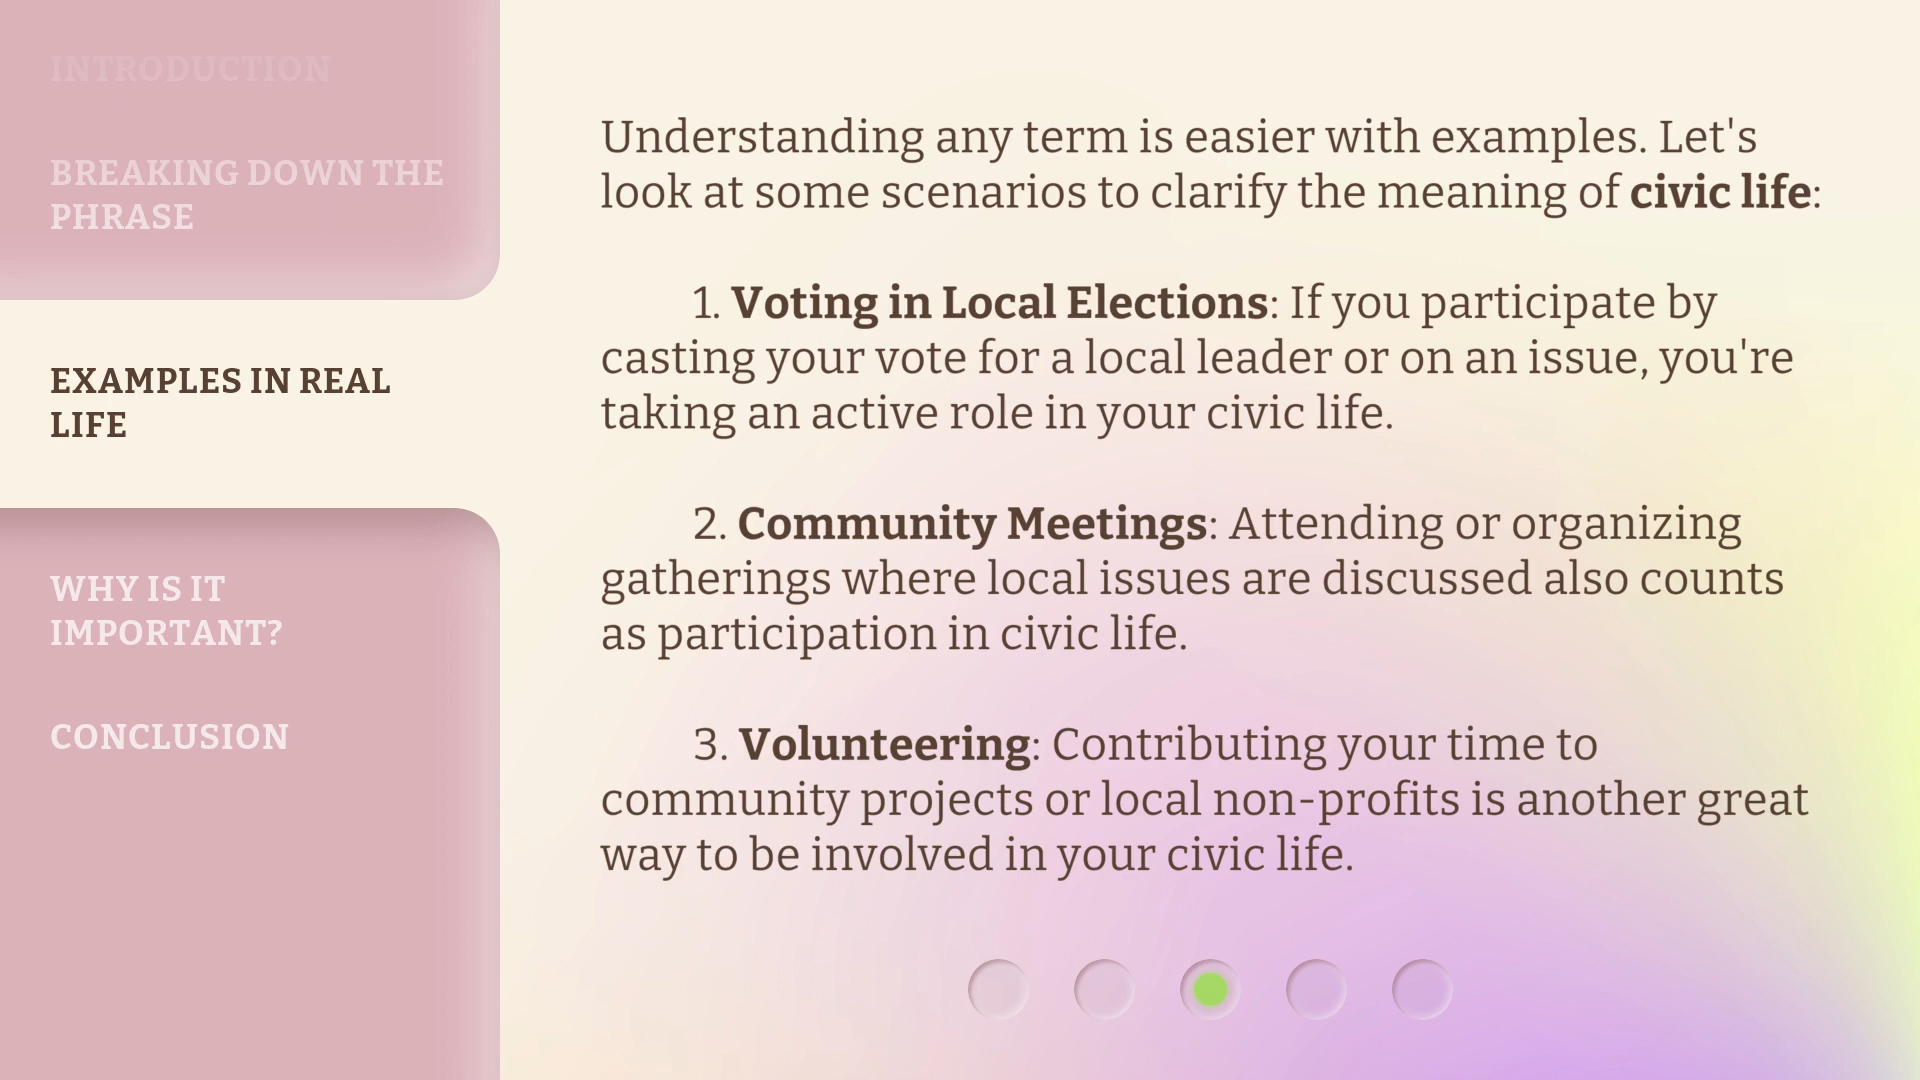 INTRODUCTION
BREAKING DOWN THE
PHRASE
EXAMPLES IN REAL
LIFE
WHY IS IT
IMPORTANT?
CONCLUSION
Understanding any term is easier with examples. Let's
look at some scenarios to clarify the meaning of civic life:
1. Voting in Local Elections: If you participate by
casting your vote for a local leader or on an issue, you're
taking an active role in your civic life.
2. Community Meetings: Attending or organizing
gatherings where local issues are discussed also counts
as participation in civic life.
3. Volunteering: Contributing your time to
community projects or local non-profits is another great
way to be involved in your civic life.